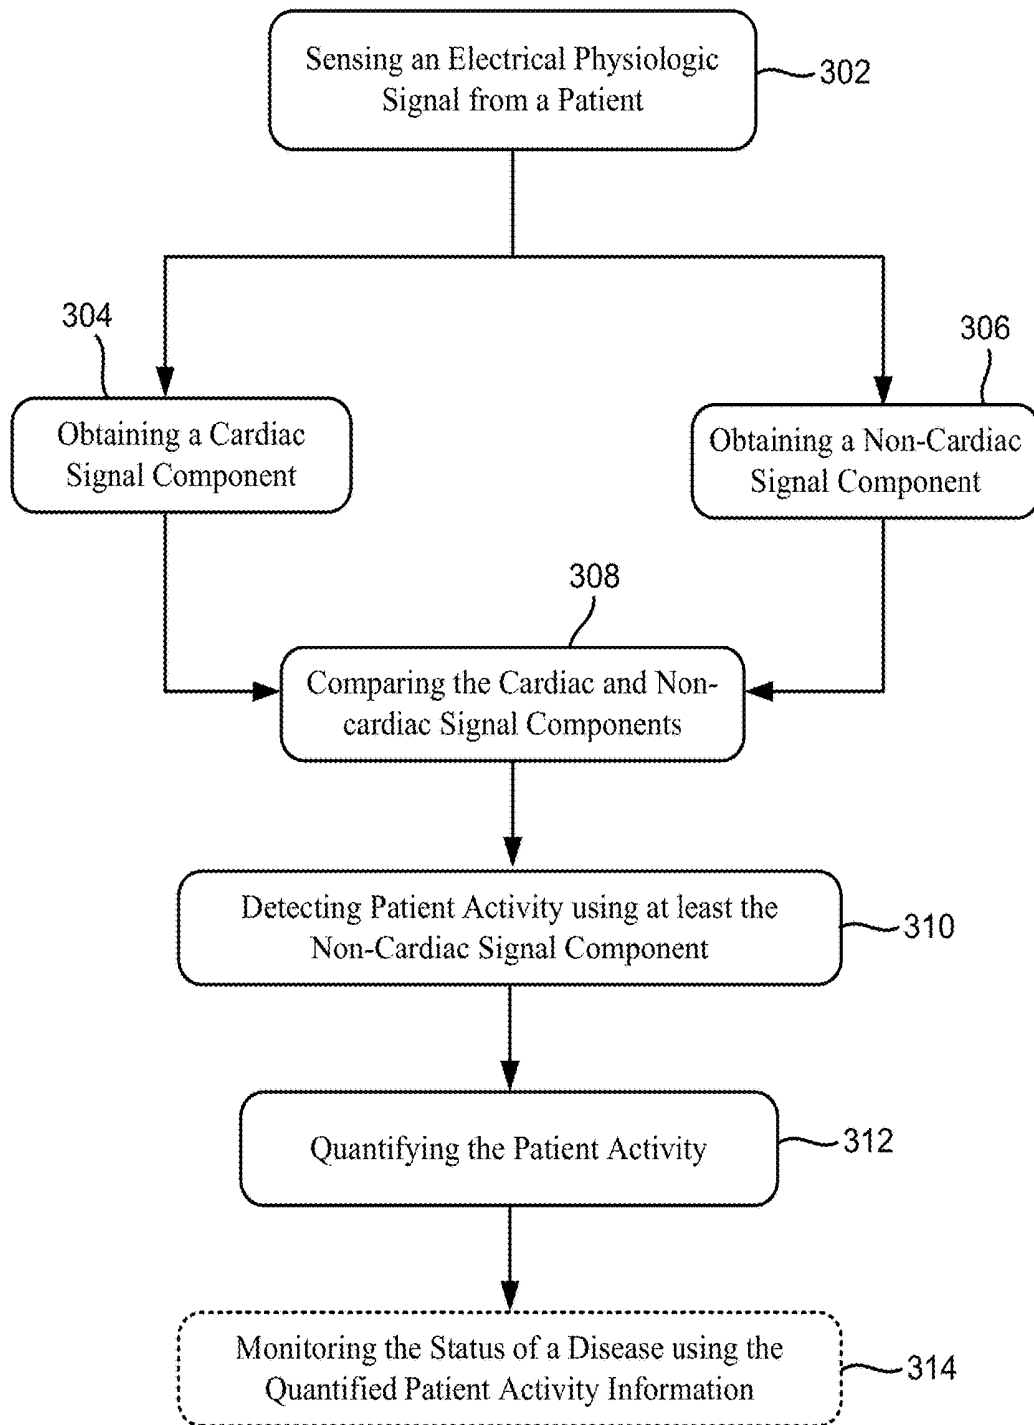 Sensing an Electrical Physiologic
Signal from a Patient
302
304
306
Obtaining a Cardiac
Signal Component
Obtaining a Non-Cardiac
Signal Component
308
Comparing the Cardiac and Non-
cardiac Signal Components
Detecting Patient Activity using at least the
Non-Cardiac Signal Component
310
Quantifying the Patient Activity
312
Monitoring the Status of a Disease using the
Quantified Patient Activity Information
314